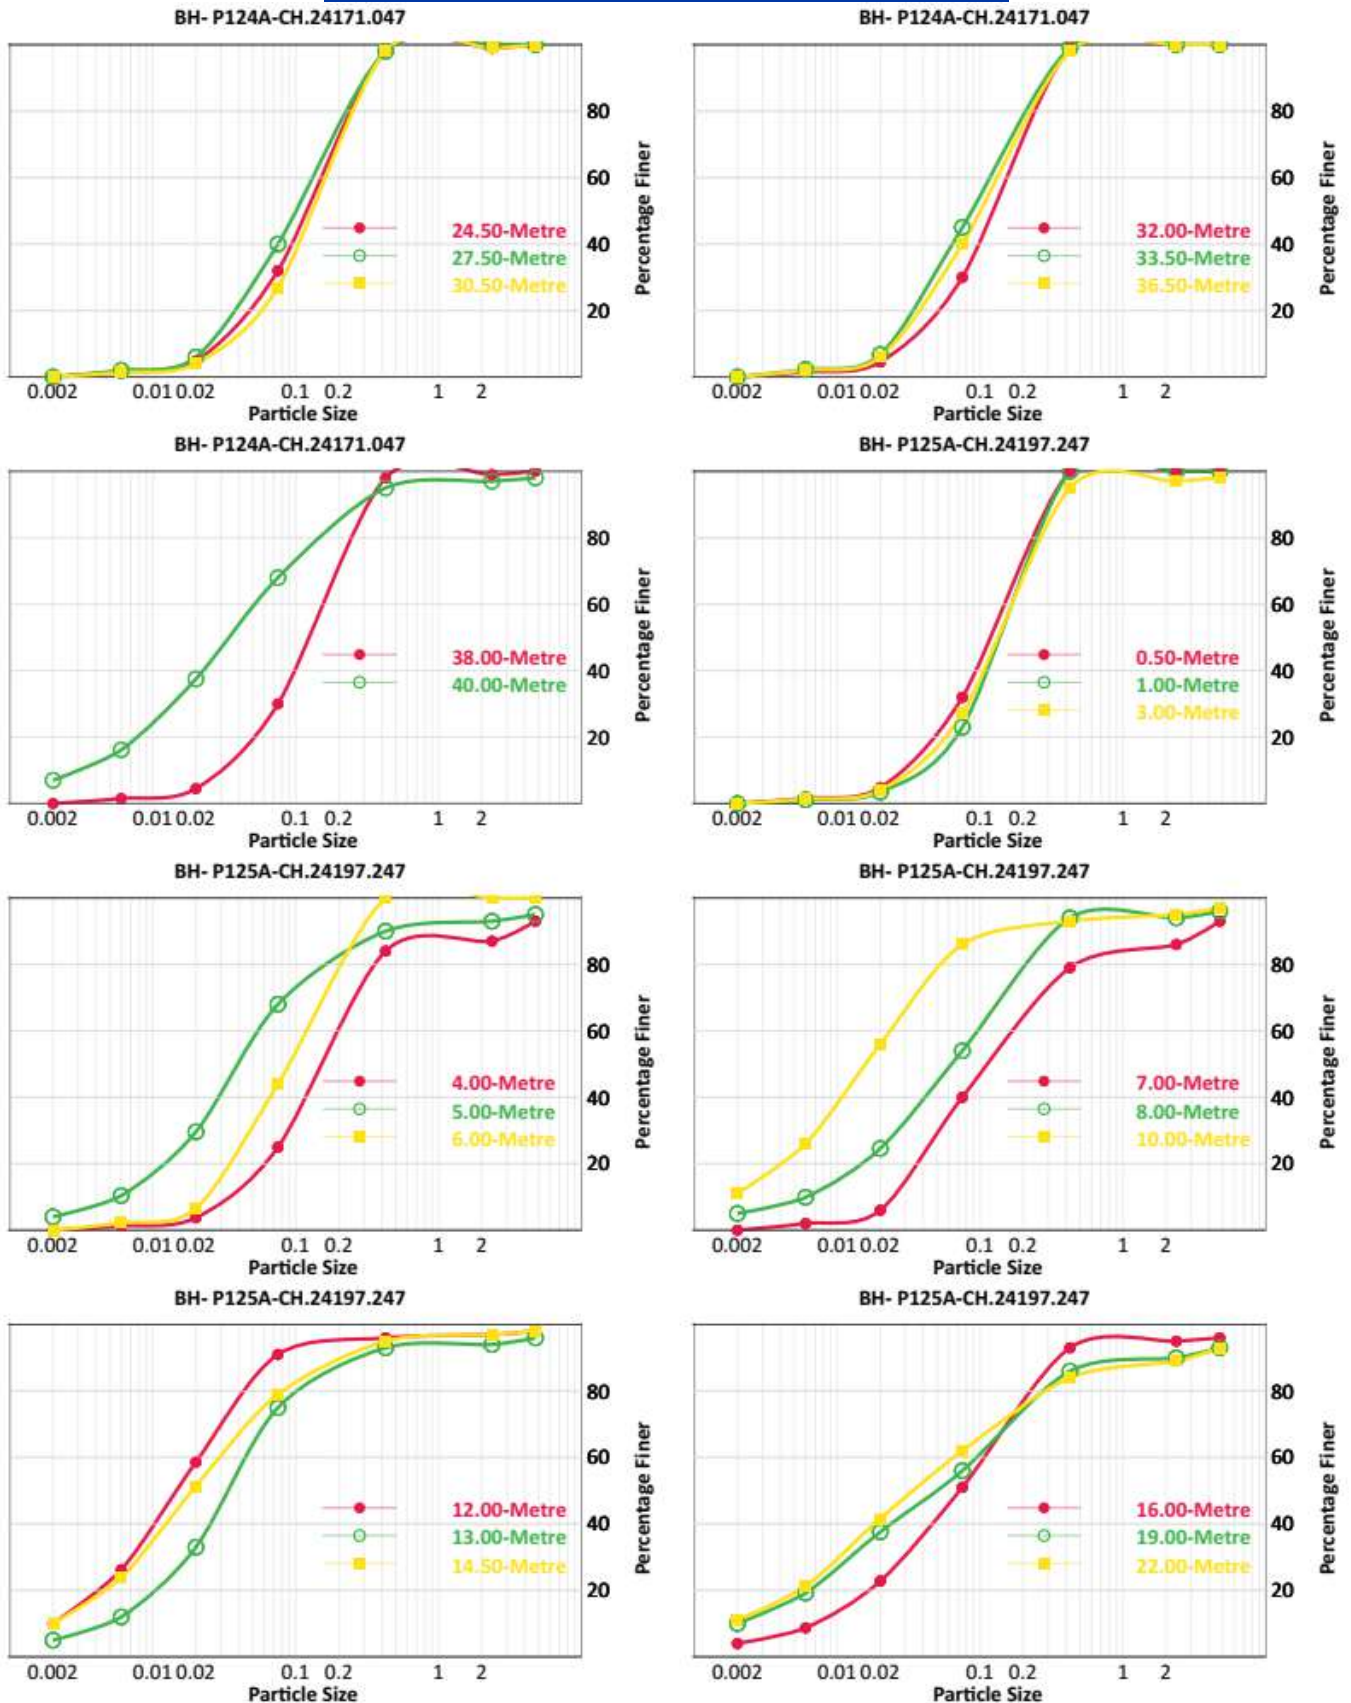 BH- P124A-CH.24171.047
80
60
40
20
Percentage Finer
24.50-Metre
27.50-Metre
30.50-Metre
0.002 0.01 0.02 0.1 0.2 1 2
Particle Size
BH- P124A-CH.24171.047
80
60
40
20
Percentage Finer
32.00-Metre
33.50-Metre
36.50-Metre
0.002 0.01 0.02 0.1 0.2 1 2
Particle Size
BH- P124A-CH.24171.047
80
60
40
20
Percentage Finer
38.00-Metre
40.00-Metre
0.002 0.01 0.02 0.1 0.2 1 2
Particle Size
BH- P125A-CH.24197.247
80
60
40
20
Percentage Finer
0.50-Metre
1.00-Metre
3.00-Metre
0.002 0.01 0.02 0.1 0.2 1 2
Particle Size
BH- P125A-CH.24197.247
80
60
40
20
Percentage Finer
4.00-Metre
5.00-Metre
6.00-Metre
0.002 0.01 0.02 0.1 0.2 1 2
Particle Size
BH- P125A-CH.24197.247
80
60
40
20
Percentage Finer
7.00-Metre
8.00-Metre
10.00-Metre
0.002 0.01 0.02 0.1 0.2 1 2
Particle Size
BH- P125A-CH.24197.247
80
60
40
20
Percentage Finer
12.00-Metre
13.00-Metre
14.50-Metre
0.002 0.01 0.02 0.1 0.2 1 2
Particle Size
BH- P125A-CH.24197.247
80
60
40
20
Percentage Finer
16.00-Metre
19.00-Metre
22.00-Metre
0.002 0.01 0.02 0.1 0.2 1 2
Particle Size